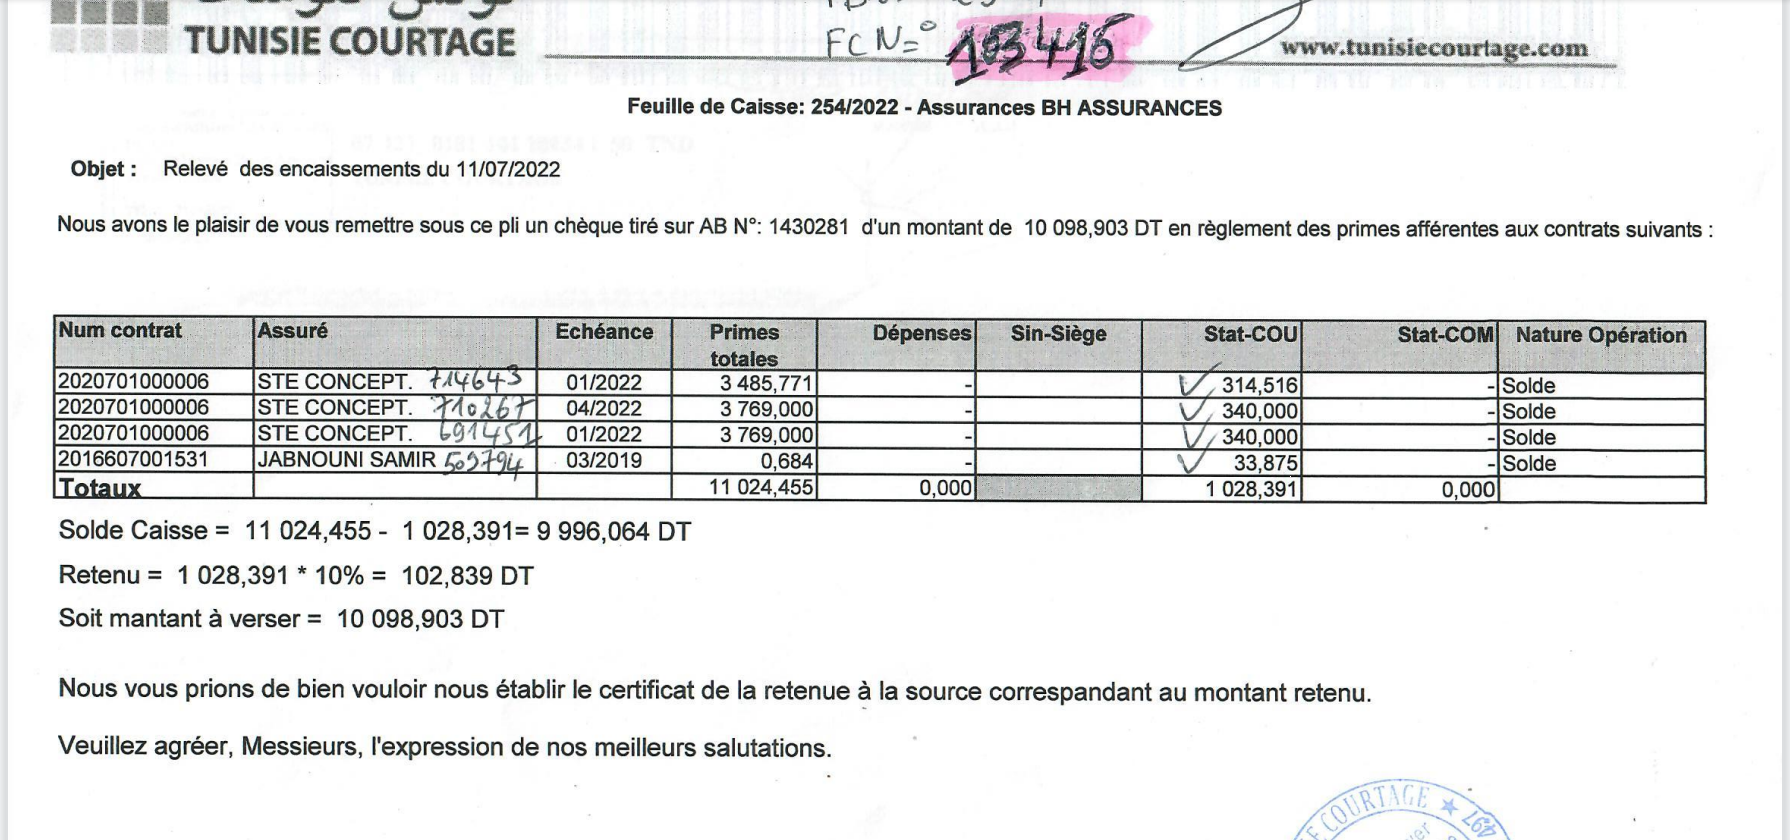 TUNISIE COURTAGE
FC N=°
www.tunisiecourtage.com
Feuille de Caisse: 254/2022 - Assurances BH ASSURANCES
Objet : Relevé des encaissements du 11/07/2022
Nous avons le plaisir de vous remettre sous ce pli un chèque tiré sur AB N°: 1430281 d'un montant de 10 098,903 DT en règlement des primes afférentes aux contrats suivants :
Num contrat Assuré Echéance Primes totales Dépenses Sin-Siège Stat-COU Stat-COM Nature Opération
2020701000006 STE CONCEPT. 714643 01/2022 3 485,771 - 314,516 - Solde
2020701000006 STE CONCEPT. 710267 04/2022 3 769,000 - 340,000 - Solde
2020701000006 STE CONCEPT. 691451 01/2022 3 769,000 - 340,000 - Solde
2016607001531 JABNOUNI SAMIR 509794 03/2019 0,684 - 33,875 - Solde
Totaux 11 024,455 0,000 1 028,391 0,000
Solde Caisse = 11 024,455 - 1 028,391= 9 996,064 DT
Retenu = 1 028,391 * 10% = 102,839 DT
Soit mantant à verser = 10 098,903 DT
Nous vous prions de bien vouloir nous établir le certificat de la retenue à la source correspandant au montant retenu.
Veuillez agréer, Messieurs, l'expression de nos meilleurs salutations.
COURTAGE ★